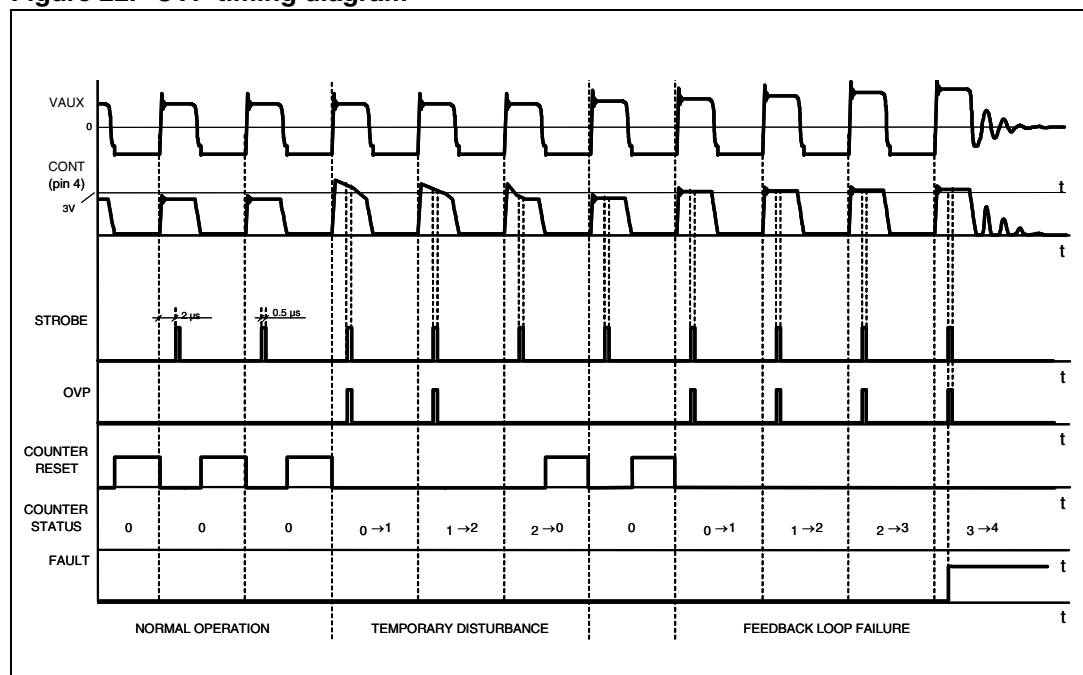 Figure 22. OVP timing diagram
VAUX
0
CONT
(pin 4)
3V
t
t
2 µs
0.5 µs
STROBE
t
OVP
t
COUNTER
RESET
t
COUNTER
STATUS
0 0 0 0→1 1→2 2→0 0 0→1 1→2 2→3 3→4
FAULT
t
t
NORMAL OPERATION TEMPORARY DISTURBANCE FEEDBACK LOOP FAILURE